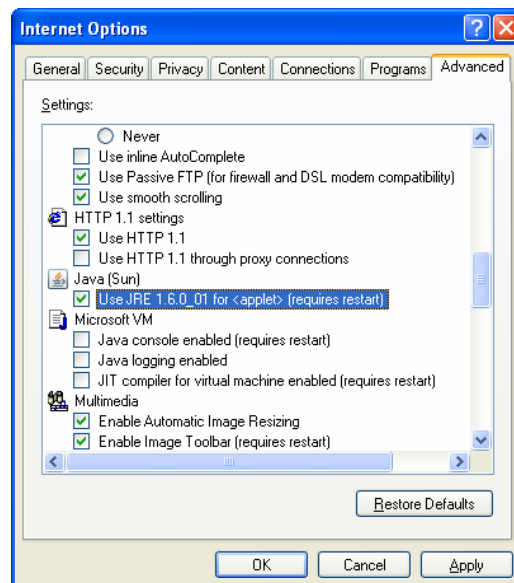 Internet Options
General Security Privacy Content Connections Programs Advanced
Settings:
Never
Use inline AutoComplete
Use Passive FTP (for firewall and DSL modem compatibility)
Use smooth scrolling
HTTP 1.1 settings
Use HTTP 1.1
Use HTTP 1.1 through proxy connections
Java (Sun)
Use JRE 1.6.0_01 for <applet> (requires restart)
Microsoft VM
Java console enabled (requires restart)
Java logging enabled
JIT compiler for virtual machine enabled (requires restart)
Multimedia
Enable Automatic Image Resizing
Enable Image Toolbar (requires restart)
Restore Defaults
OK Cancel Apply